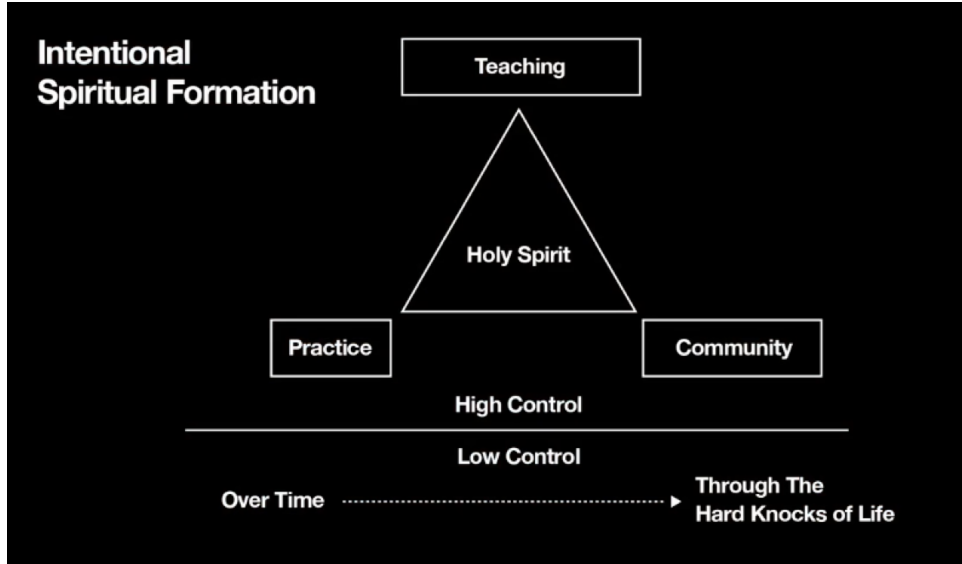 Intentional
Spiritual Formation
Teaching
Holy Spirit
Practice
Community
High Control
Low Control
Over Time
Through The
Hard Knocks of Life